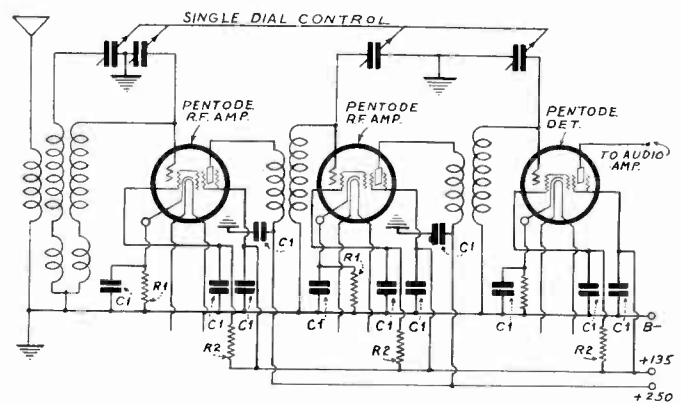 SINGLE DIAL CONTROL
PENTODE
R.F. AMP.
PENTODE
RF AMP.
PENTODE
DET.
TO AUDIO
AMP.
C1
R1
C1
C1
C1
R2
C1
R1
C1
C1
C1
R2
C1
C1
C1
R2
B-
+135
+250